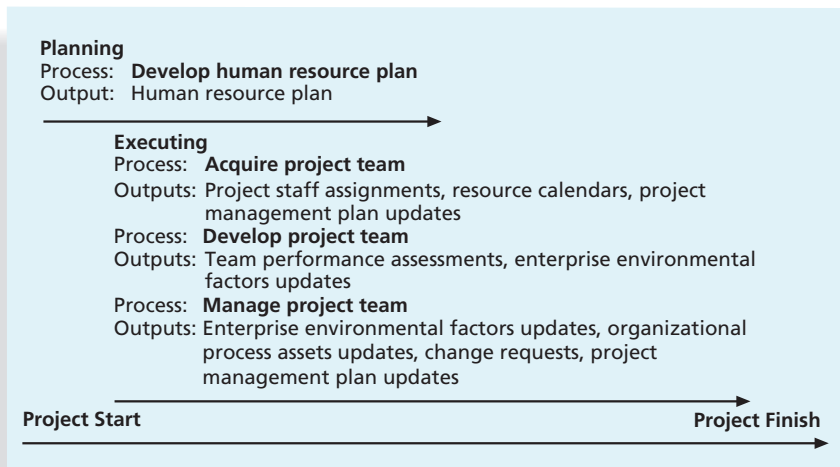 Planning
Process: Develop human resource plan
Output: Human resource plan
Executing
Process: Acquire project team
Outputs: Project staff assignments, resource calendars, project
management plan updates
Process: Develop project team
Outputs: Team performance assessments, enterprise environmental
factors updates
Process: Manage project team
Outputs: Enterprise environmental factors updates, organizational
process assets updates, change requests, project
management plan updates
Project Start Project Finish